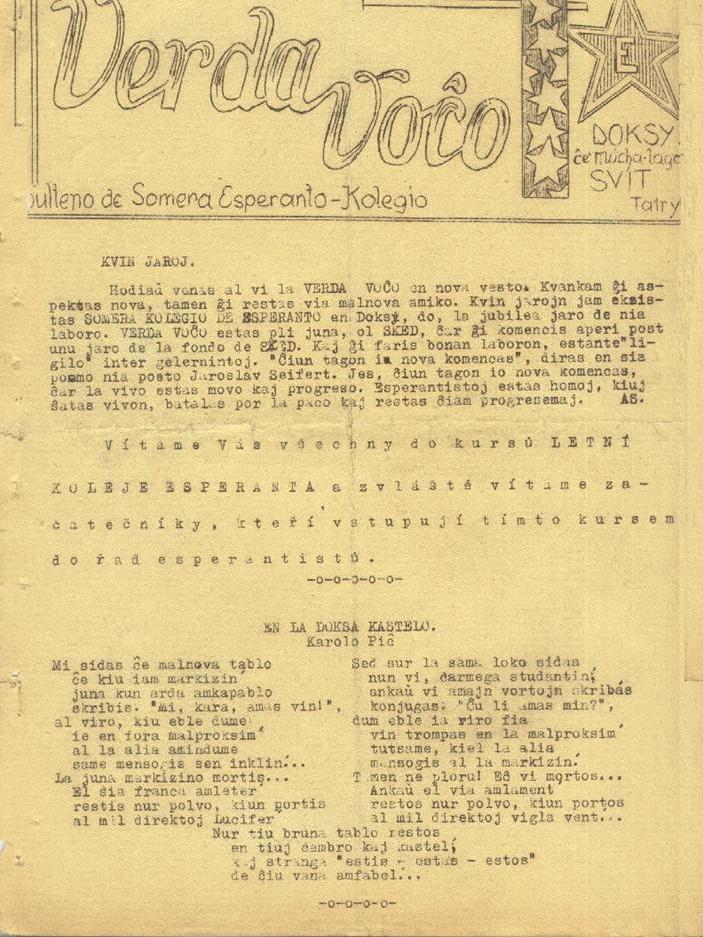 Verda Voĉo
E
DOKSY
ĉe Mácha-lago
SVIT
Tatry
bulteno de Somera Esperanto-Kolegio
KVIN JAROJ.
Hodiaŭ venas al vi la VERDA VOĈO en nova vesto. Kvankam ĝi as-
pektas nova, tamen ĝi restas via malnova amiko. Kvin jarojn jam eksis-
tas SOMERA KOLEGIO DE ESPERANTO en Doksi, do, la jubilea jaro de nia
laboro. VERDA VOĈO estas pli juna, ol SKED, ĉar ĝi komencis aperi post
unu jaro de la fondo de SKED. Kaj ĝi faris bonan laboron, estante"li-
gilo" inter gelernintoj. "Ĉiun tagon io nova komencas", diras en sia
poemo nia poeto Jaroslav Seifert. Jes, ĉiun tagon io nova komencas,
ĉar la vivo estas movo kaj progreso. Esperantistoj estas homoj, kiuj
ŝatas vivon, batalas por la paco kaj restas ĉiam progresemaj. AS.
Vítáme Vás všechny do kursů LETNÍ
KOLEJE ESPERANTA a zvláště vítáme za-
čátečníky, kteří vstupují tímto kursem
do řad esperantistů.
-o-o-o-o-o-
EN LA DOKSA KASTELO.
Karolo Piĉ
Mi sidas ĉe malnova tablo
ĉe kiu iam markizin´
juna kun arda amkapablo
skribis. "Mi, kara, amas vin!",
al viro, kiu eble ĉume´
ie en fora malproksim´
al la alia amindume
same mensogis sen inklin´...
La juna markizino mortis...
El ŝia franca amleter´
restis nur polvo, kiun portis
al mil direktoj Lucifer
Sed sur la sama loko sidas
nun vi, ĉarmega studantin´,
ankaŭ vi amajn vortojn skribas
konjugas: "Ĉu li amas min?",
dum eble la viro fia
vin trompas en la malproksim´
tutsame, kiel la alia
mensogis al la markizin´
Tamen ne ploru! Eĉ vi mortos...
Ankaŭ el via amlament´
restos nur polvo, kiun portos
al mil direktoj vigla vent´...
Nur tiu bruna tablo restos
en tiuj ĉambro kaj kastel´,
kaj stranga "estis - estas - estos"
de ĉiu vana amfabel´...
-o-o-o-o-